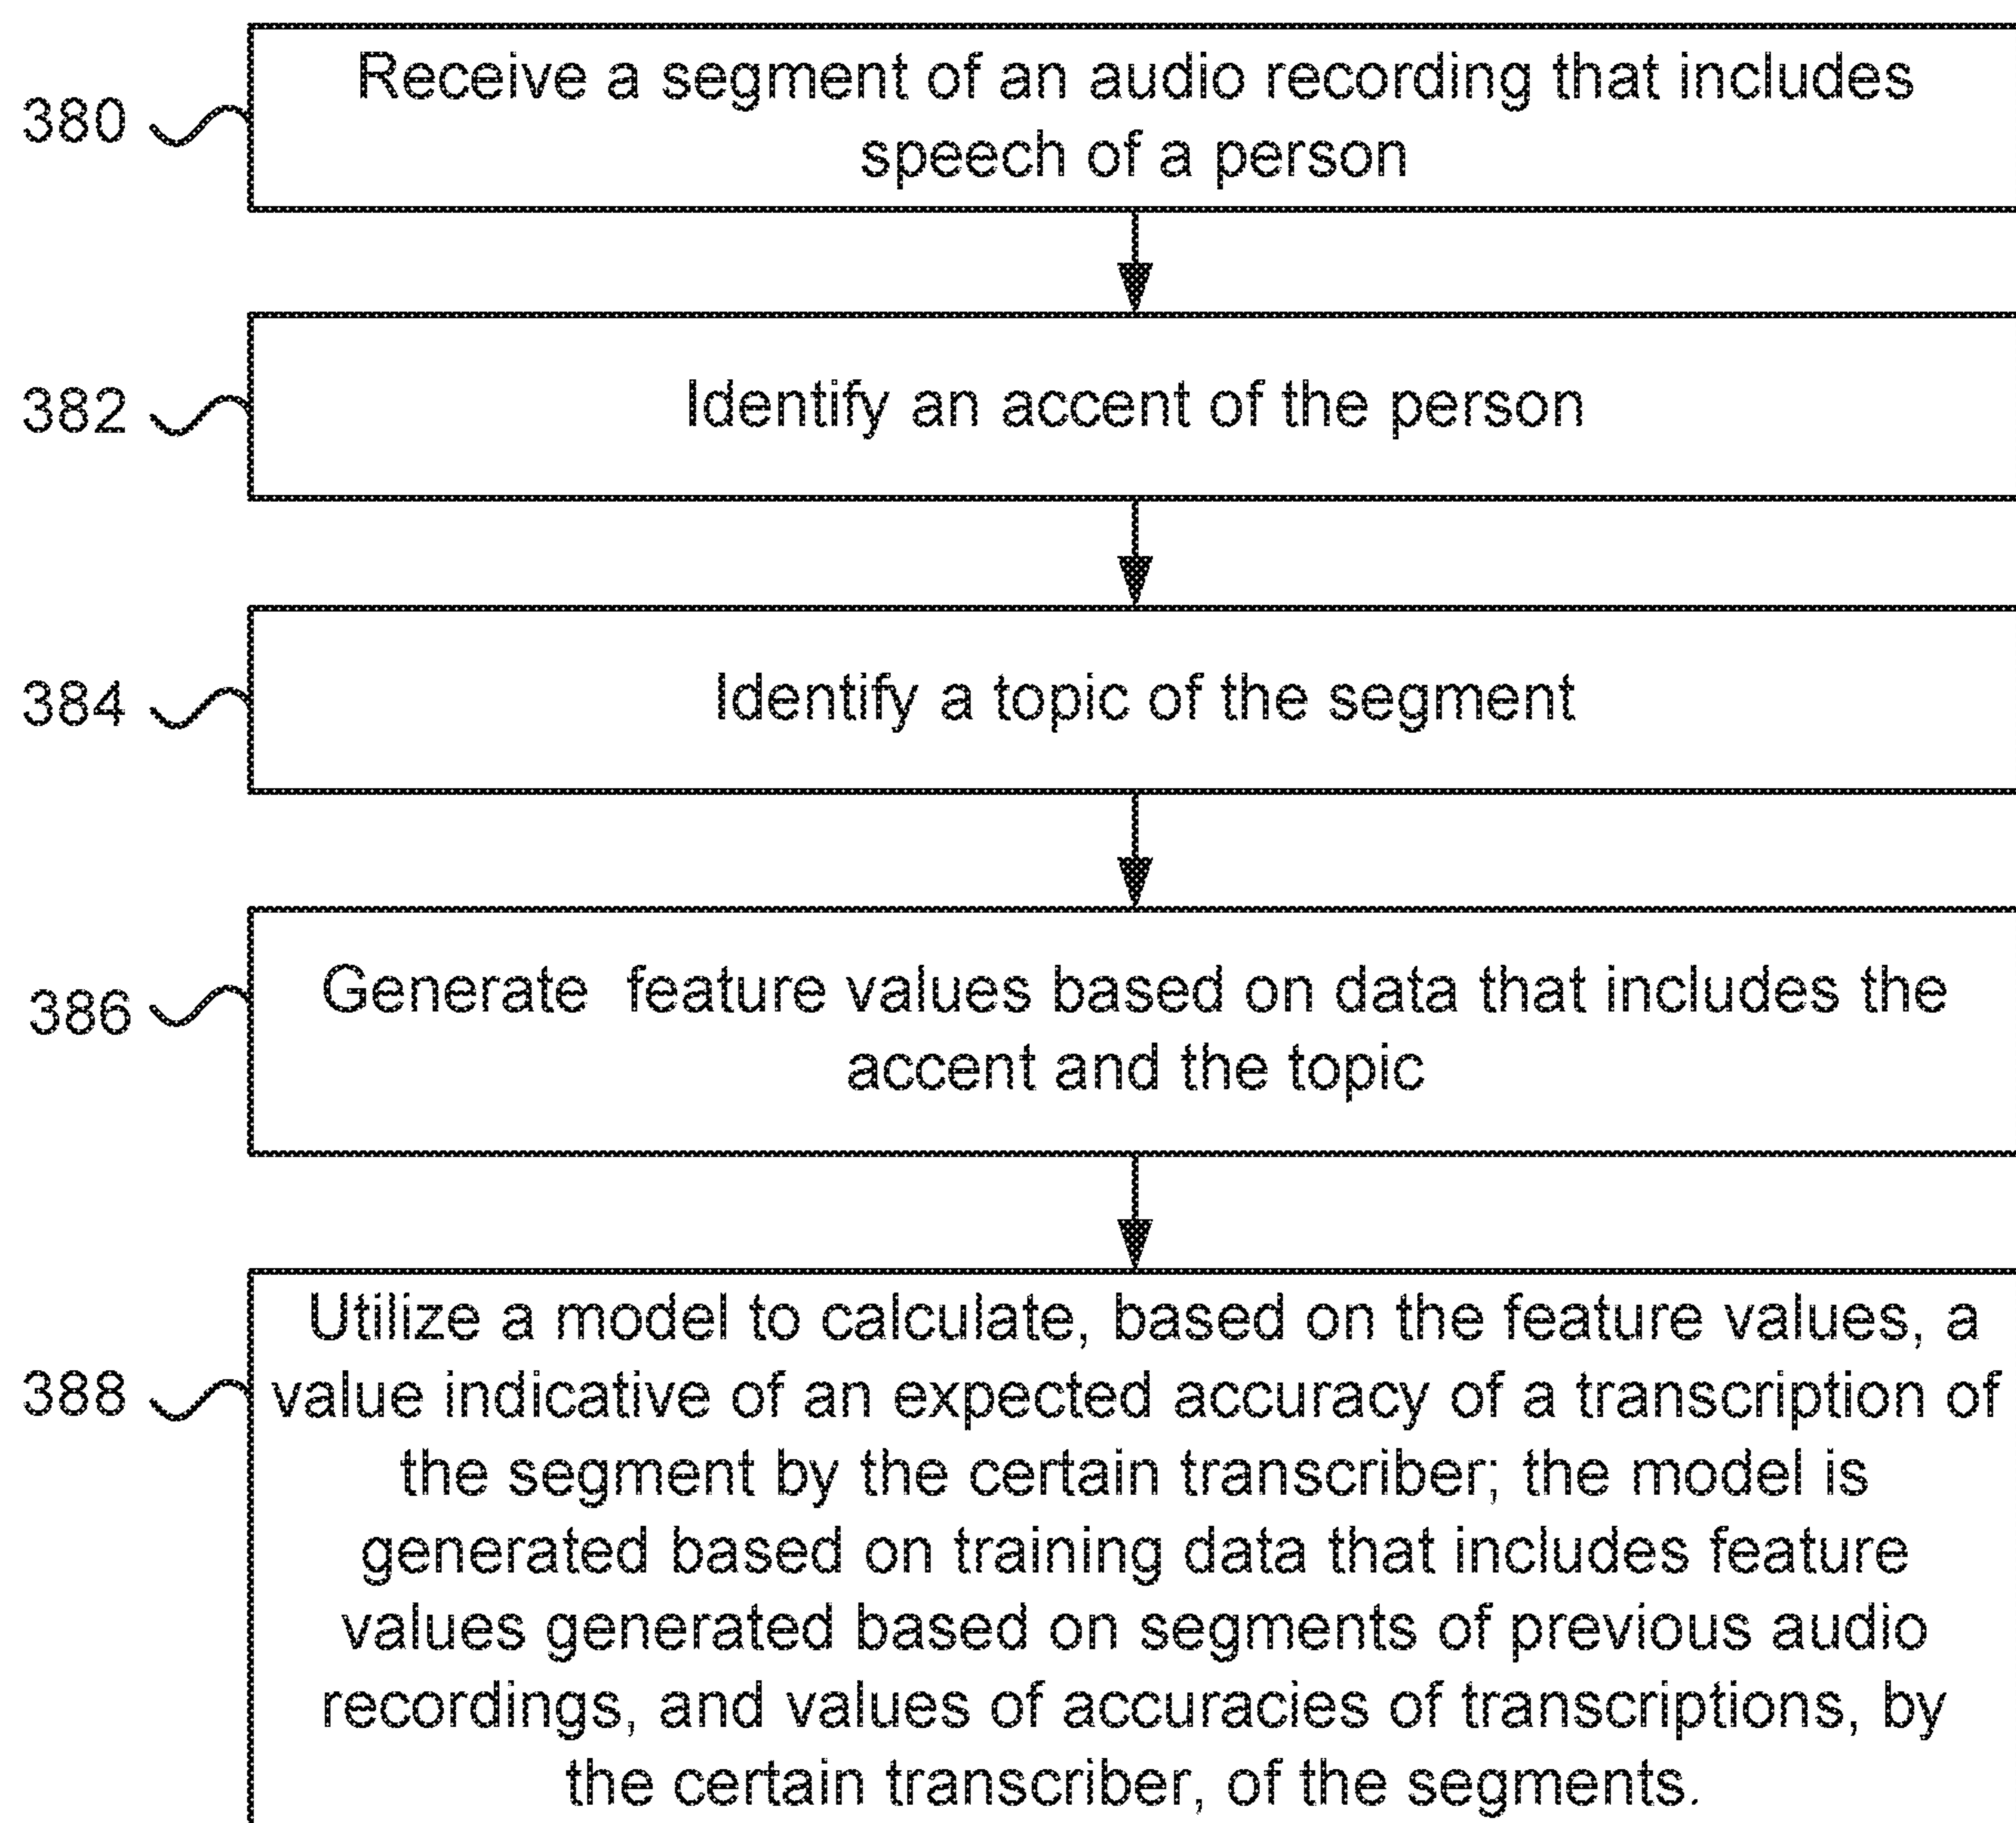 380
Receive a segment of an audio recording that includes
speech of a person
382
Identify an accent of the person
384
Identify a topic of the segment
386
Generate feature values based on data that includes the
accent and the topic
388
Utilize a model to calculate, based on the feature values, a
value indicative of an expected accuracy of a transcription of
the segment by the certain transcriber; the model is
generated based on training data that includes feature
values generated based on segments of previous audio
recordings, and values of accuracies of transcriptions, by
the certain transcriber, of the segments.